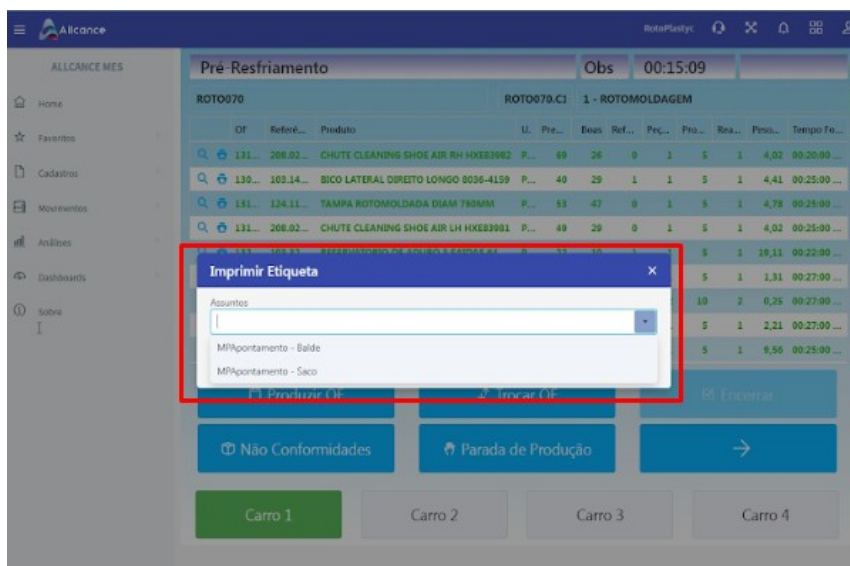 Allcance
RotoPlastyc
ALLCANCE MES
Pré-Resfriamento
Obs
00:15:09
Home
Favoritos
Cadastros
Movimentos
Análises
Dashboards
Sobre
ROTO070 ROTO070.CI 1 - ROTOMOLDAGEM
OF Referê... Produto U. Pre... Boas Ref... Peç... Pro... Rea... Peso... Tempo Fo...
131... 208.02... CHUTE CLEANING SHOE AIR RH HXE83982 P... 69 26 0 1 5 1 4,02 00:20:00 ...
130... 103.14... BICO LATERAL DIREITO LONGO 8036-4159 P... 40 29 1 1 5 1 4,41 00:25:00 ...
131... 124.11... TAMPA ROTOMOLDADA DIAM 780MM P... 53 47 0 1 5 1 4,78 00:25:00 ...
131... 208.02... CHUTE CLEANING SHOE AIR LH HXE83981 P... 49 29 0 1 5 1 4,02 00:25:00 ...
5 1 19,11 00:22:00 ...
5 1 1,31 00:27:00 ...
10 2 0,25 00:27:00 ...
5 1 2,21 00:27:00 ...
5 1 9,56 00:25:00 ...
Imprimir Etiqueta
Assuntos
MPApontamento - Balde
MPApontamento - Saco
Produzir OF
Trocar OF
Encerrar
Não Conformidades
Parada de Produção
Carro 1
Carro 2
Carro 3
Carro 4